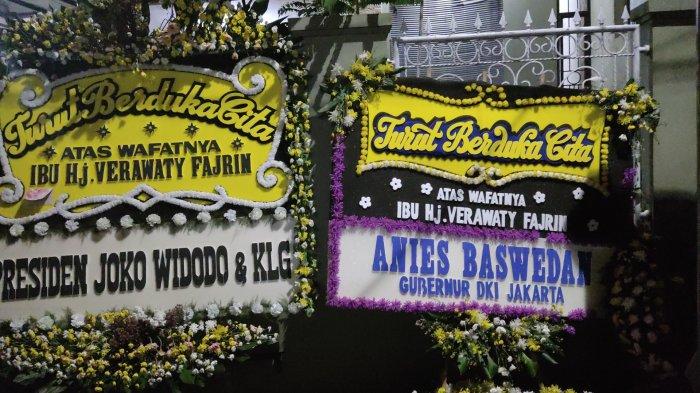 Turut Berduka Cita
ATAS WAFATNYA
IBU Hj. VERAWATY FAJRIN
PRESIDEN JOKO WIDODO & KLG
Turut Berduka Cita
ATAS WAFATNYA
IBU Hj. VERAWATY FAJRIN
ANIES BASWEDAN
GUBERNUR DKI JAKARTA